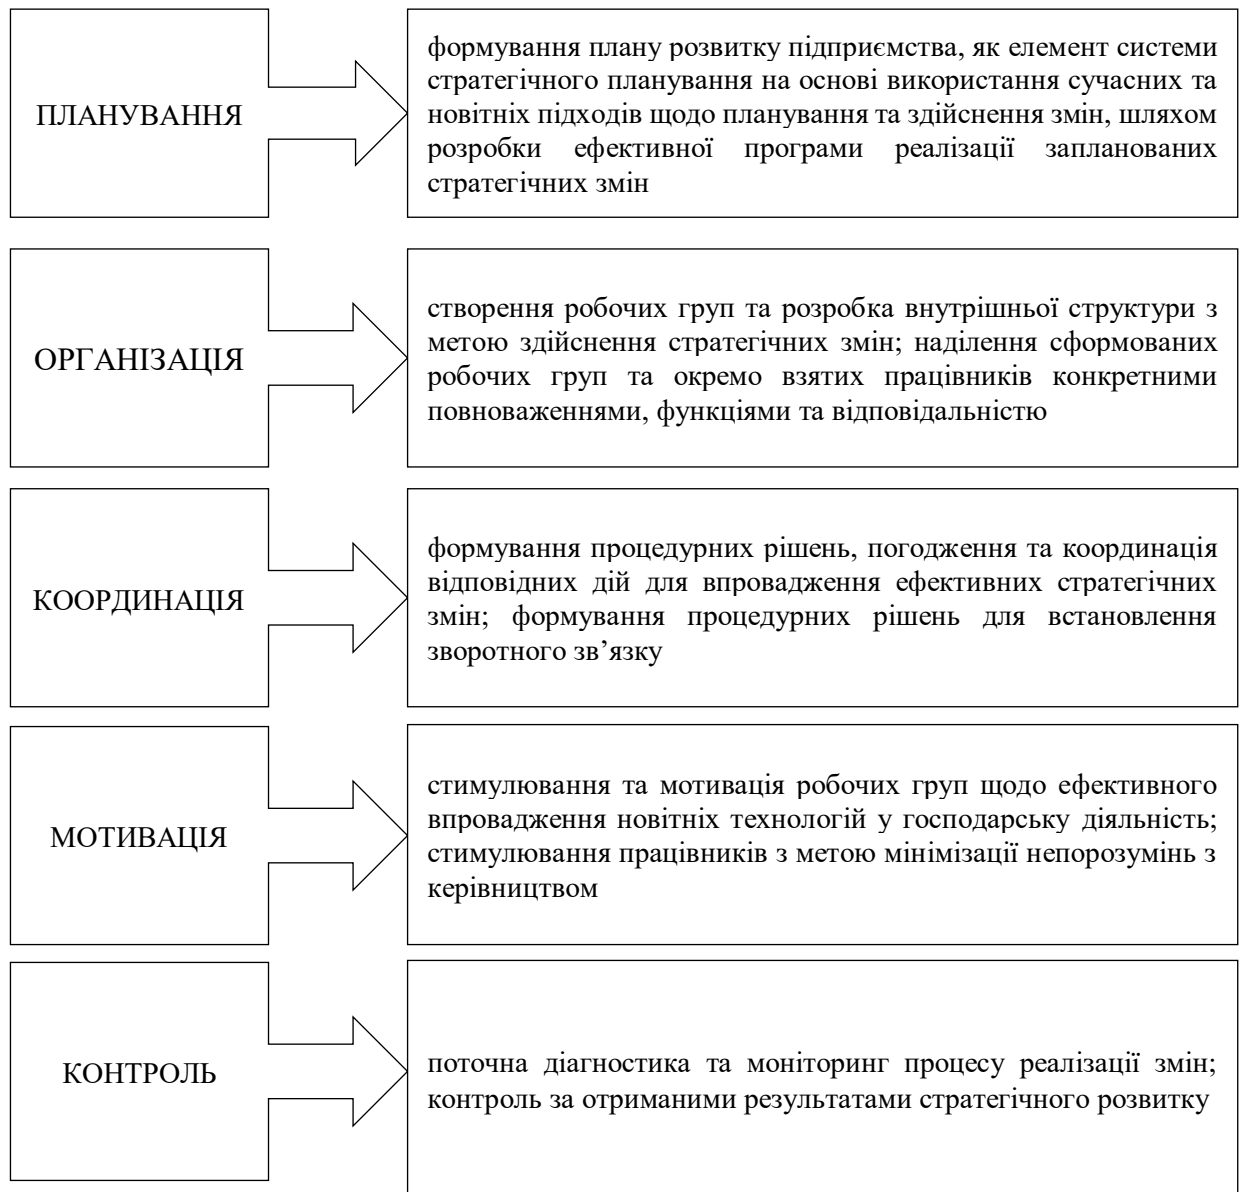 ПЛАНУВАННЯ
формування плану розвитку підприємства, як елемент системи
стратегічного планування на основі використання сучасних та
новітніх підходів щодо планування та здійснення змін, шляхом
розробки ефективної програми реалізації запланованих
стратегічних змін
ОРГАНІЗАЦІЯ
створення робочих груп та розробка внутрішньої структури з
метою здійснення стратегічних змін; наділення сформованих
робочих груп та окремо взятих працівників конкретними
повноваженнями, функціями та відповідальністю
КООРДИНАЦІЯ
формування процедурних рішень, погодження та координація
відповідних дій для впровадження ефективних стратегічних
змін; формування процедурних рішень для встановлення
зворотного зв’язку
МОТИВАЦІЯ
стимулювання та мотивація робочих груп щодо ефективного
впровадження новітніх технологій у господарську діяльність;
стимулювання працівників з метою мінімізації непорозумінь з
керівництвом
КОНТРОЛЬ
поточна діагностика та моніторинг процесу реалізації змін;
контроль за отриманими результатами стратегічного розвитку